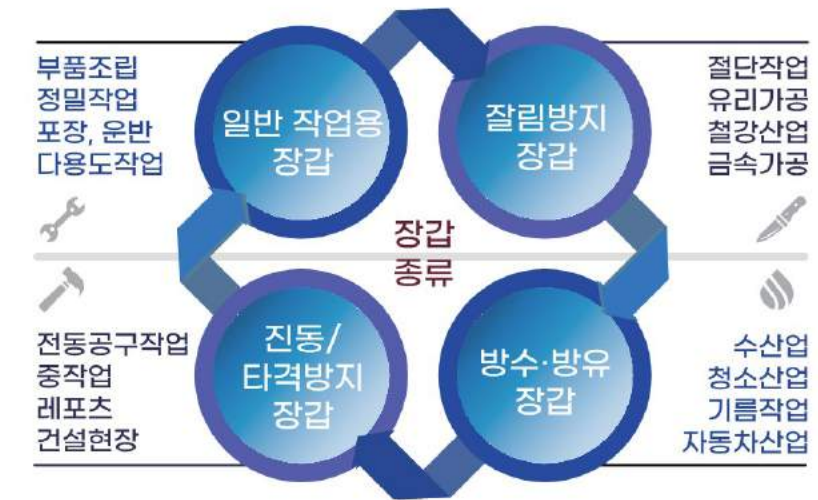 부품조립
정밀작업
포장, 운반
다용도작업
일반 작업용
장갑
잘림방지
장갑
절단작업
유리가공
철강산업
금속가공
장갑
종류
전동공구작업
중작업
레포츠
건설현장
진동/
타격방지
장갑
방수·방유
장갑
수산업
청소산업
기름작업
자동차산업